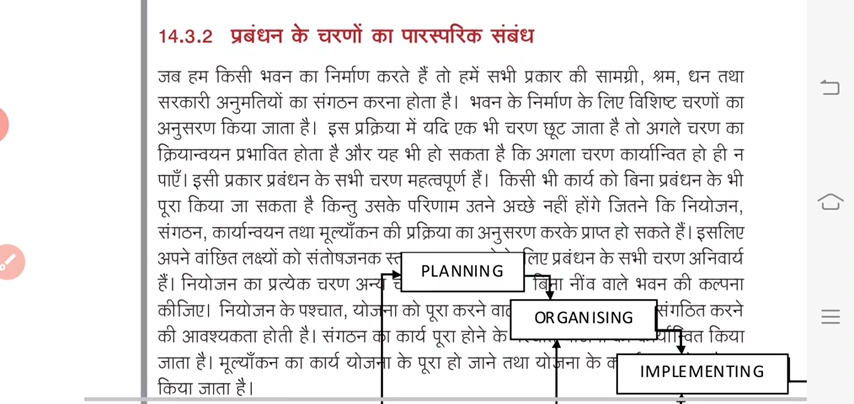 14.3.2 प्रबंधन के चरणों का पारस्परिक संबंध
जब हम किसी भवन का निर्माण करते हैं तो हमें सभी प्रकार की सामग्री, श्रम, धन तथा
सरकारी अनुमतियों का संगठन करना होता है। भवन के निर्माण के लिए विशिष्ट चरणों का
अनुसरण किया जाता है। इस प्रक्रिया में यदि एक भी चरण छूट जाता है तो अगले चरण का
क्रियान्वयन प्रभावित होता है और यह भी हो सकता है कि अगला चरण कार्यान्वित हो ही न
पाएँ। इसी प्रकार प्रबंधन के सभी चरण महत्वपूर्ण हैं। किसी भी कार्य को बिना प्रबंधन के भी
पूरा किया जा सकता है किन्तु उसके परिणाम उतने अच्छे नहीं होंगे जितने कि नियोजन,
संगठन, कार्यान्वयन तथा मूल्याँकन की प्रक्रिया का अनुसरण करके प्राप्त हो सकते हैं। इसलिए
अपने वांछित लक्ष्यों को संतोषजनक लिए प्रबंधन के सभी चरण अनिवार्य
PLANNING
हैं। नियोजन का प्रत्येक चरण अन्य बिना नींव वाले भवन की कल्पना
कीजिए। नियोजन के पश्चात, योजना को पूरा करने संगठित करने
ORGANISING
की आवश्यकता होती है। संगठन का कार्य पूरा होने के कार्यान्वित किया
जाता है। मूल्याँकन का कार्य योजना के पूरा हो जाने तथा योजना के
IMPLEMENTING
किया जाता है।